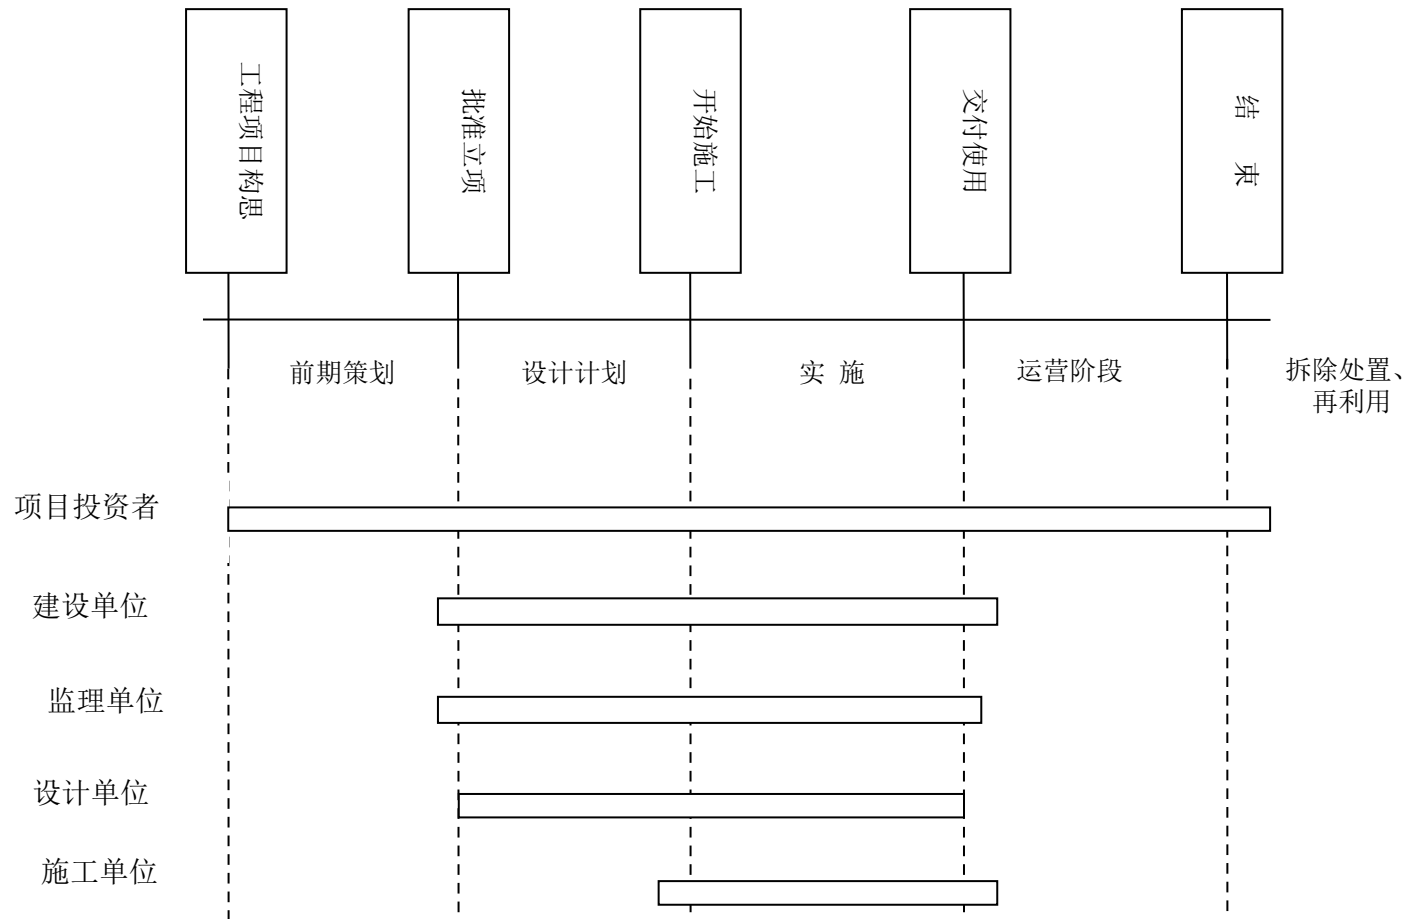 工程项目构思
批准立项
开始施工
交付使用
结 束
前期策划
设计计划
实 施
运营阶段
拆除处置、
再利用
项目投资者
建设单位
监理单位
设计单位
施工单位